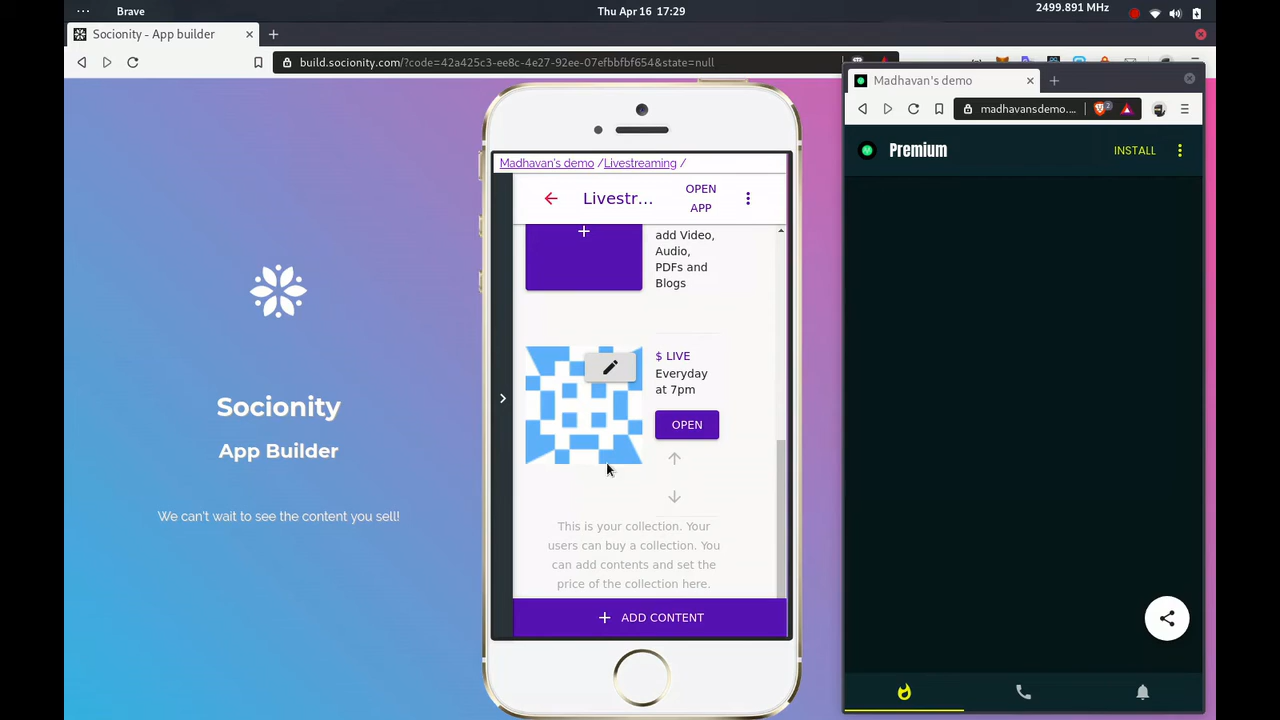 Brave
Thu Apr 16 17:29
2499.891 MHz
Socionity - App builder
build.socionity.com/?code=42a425c3-ee8c-4e27-92ee-07efbbfbf654&state=null
Socionity
App Builder
We can't wait to see the content you sell!
Madhavan's demo / Livestreaming /
Livestr...
OPEN
APP
add Video,
Audio,
PDFs and
Blogs
$ LIVE
Everyday
at 7pm
OPEN
This is your collection. Your
users can buy a collection. You
can add contents and set the
price of the collection here.
ADD CONTENT
Madhavan's demo
madhavansdemo....
2
Premium
INSTALL